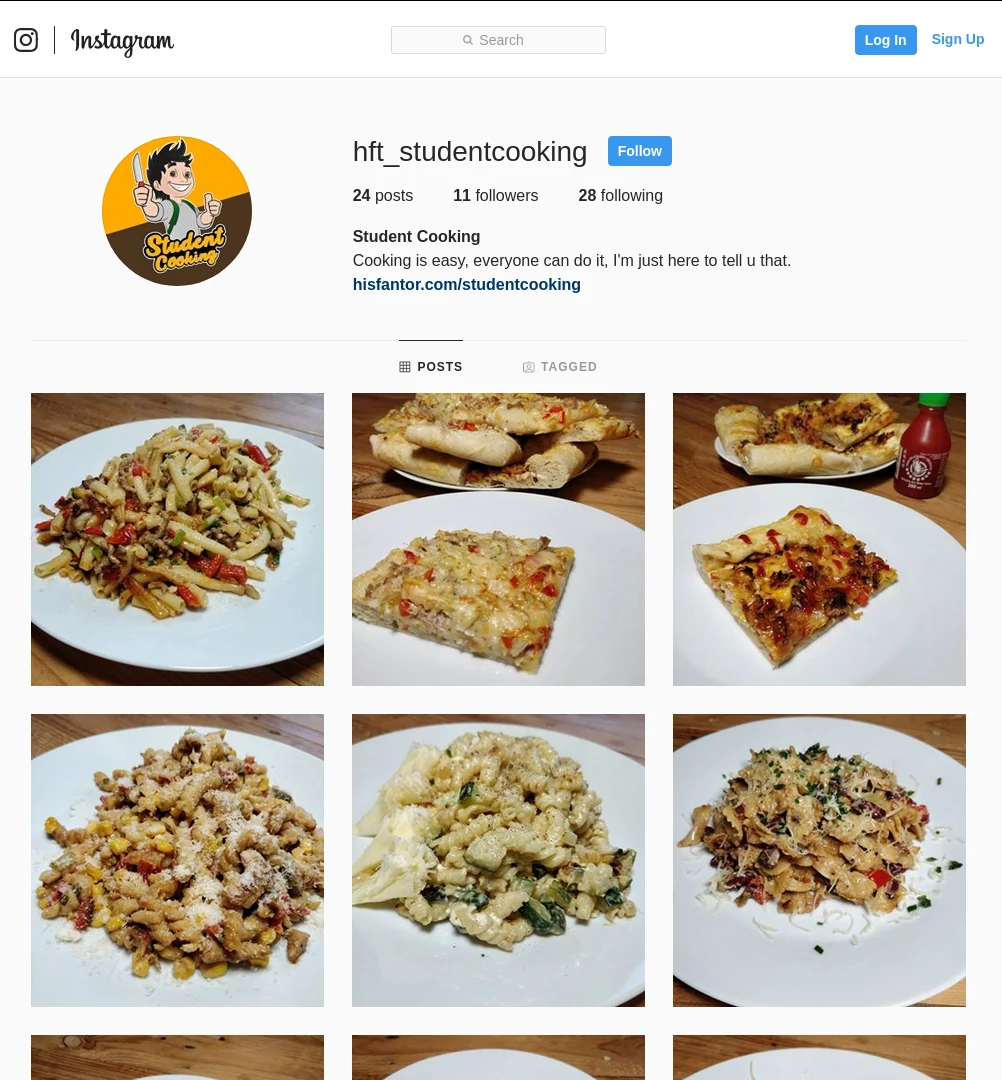 Instagram
Search
Log In
Sign Up
hft_studentcooking
Follow
24 posts
11 followers
28 following
Student Cooking
Cooking is easy, everyone can do it, I'm just here to tell u that.
hisfantor.com/studentcooking
Student
Cooking
POSTS
TAGGED